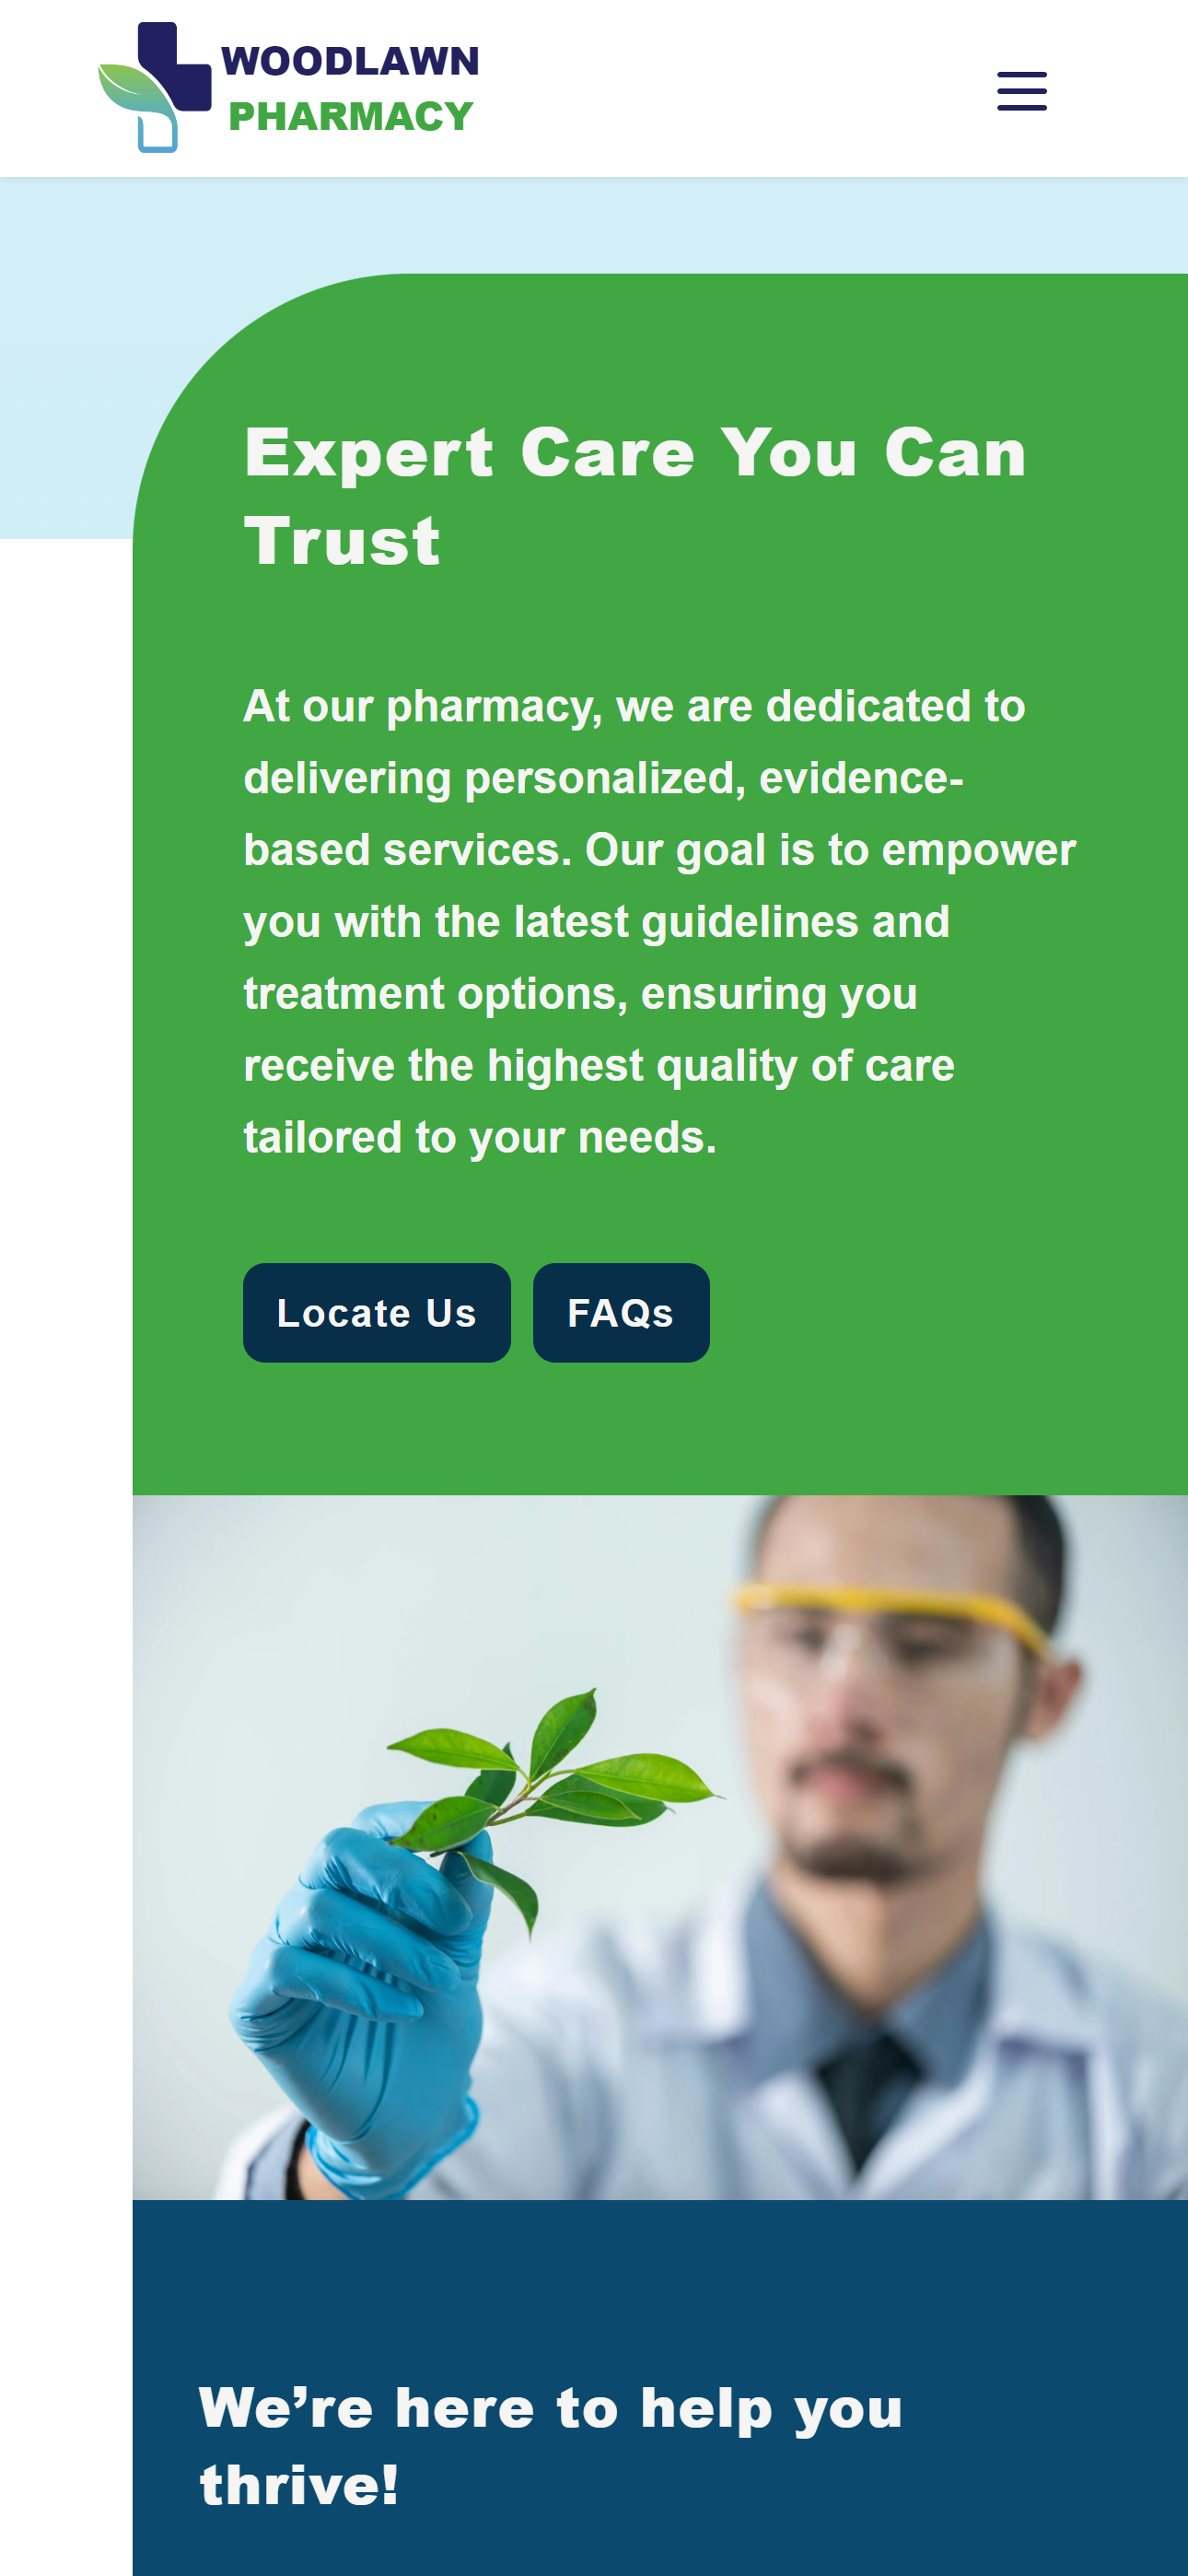 WOODLAWN
PHARMACY
Expert Care You Can
Trust
At our pharmacy, we are dedicated to
delivering personalized, evidence-
based services. Our goal is to empower
you with the latest guidelines and
treatment options, ensuring you
receive the highest quality of care
tailored to your needs.
Locate Us FAQs
We’re here to help you
thrive!